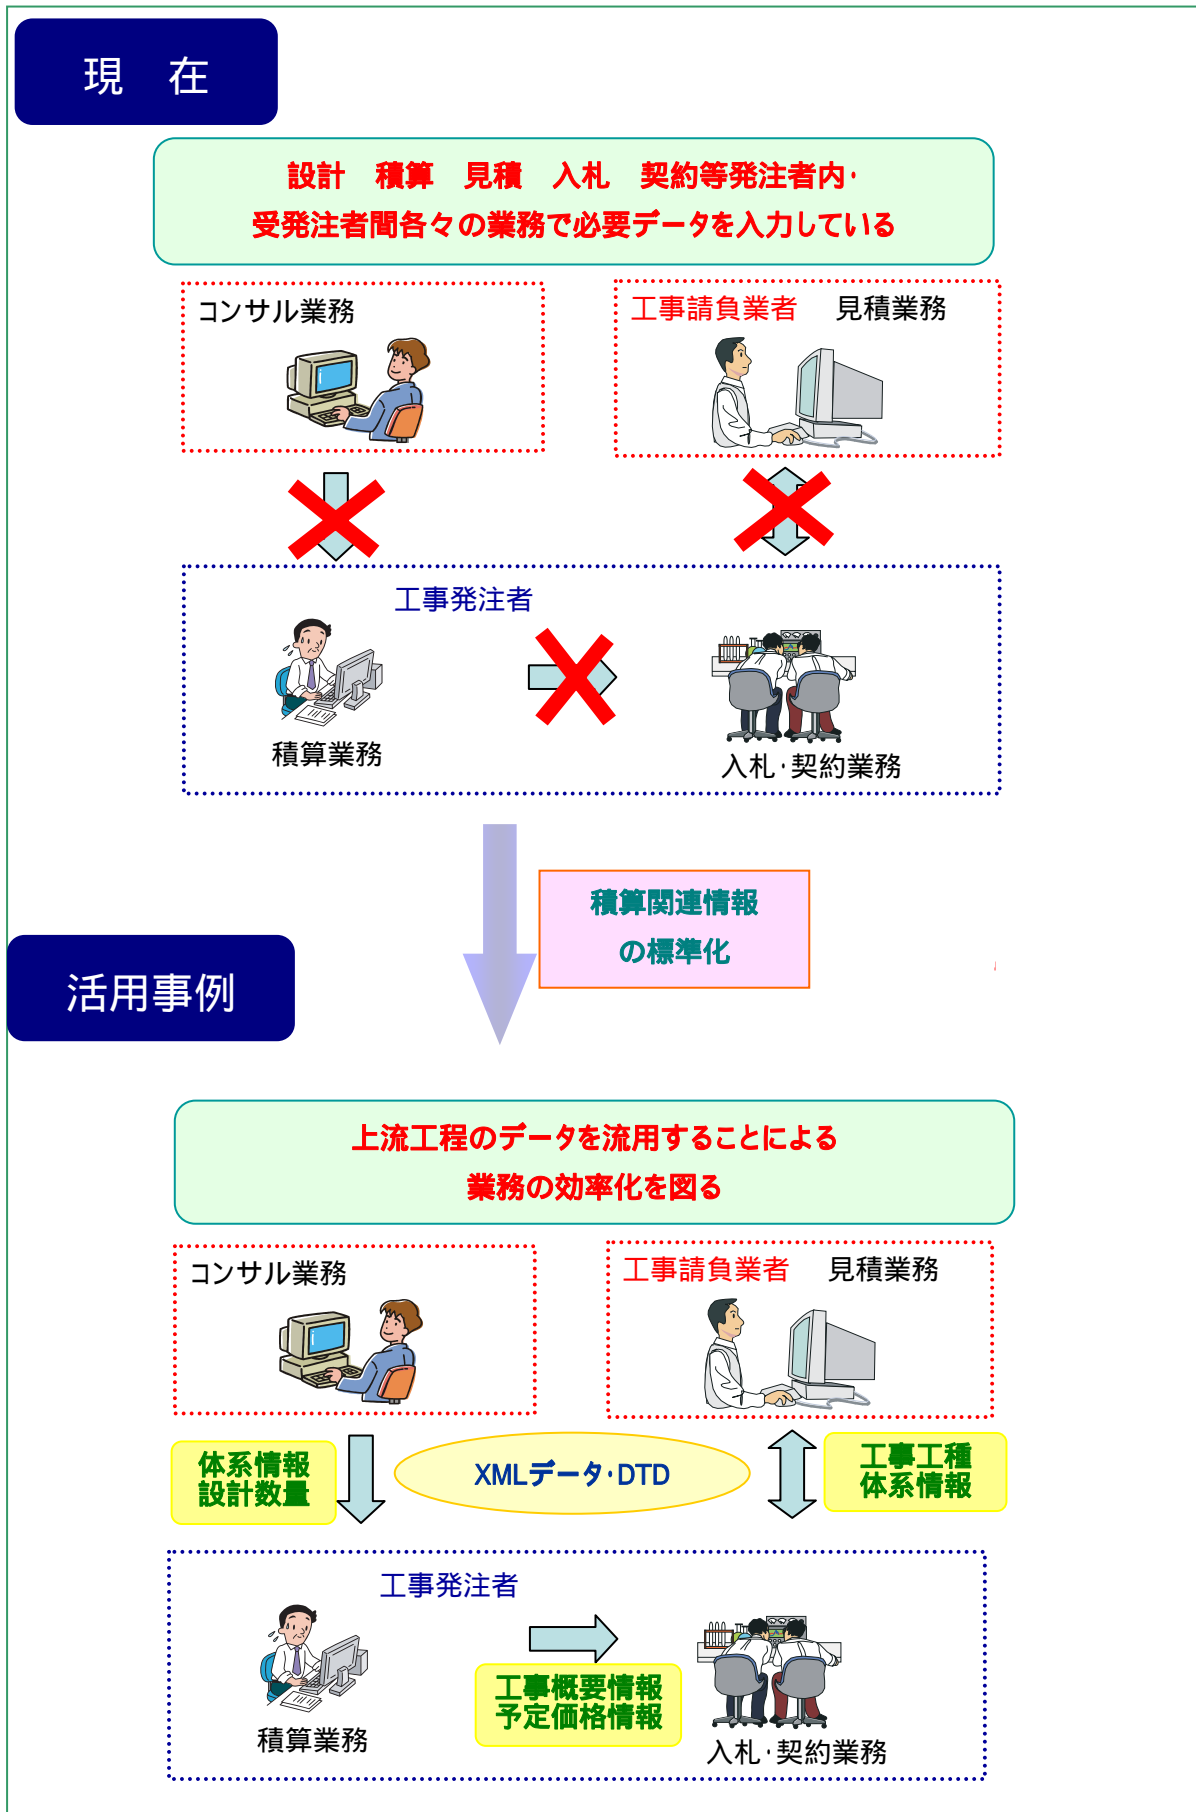 現　在
設計　積算　見積　入札　契約等発注者内・
受発注者間各々の業務で必要データを入力している
コンサル業務
工事請負業者　見積業務
工事発注者
積算業務
入札・契約業務
積算関連情報
の標準化
活用事例
上流工程のデータを流用することによる
業務の効率化を図る
コンサル業務
工事請負業者　見積業務
体系情報
設計数量
XMLデータ・DTD
工事工種
体系情報
工事発注者
工事概要情報
予定価格情報
積算業務
入札・契約業務